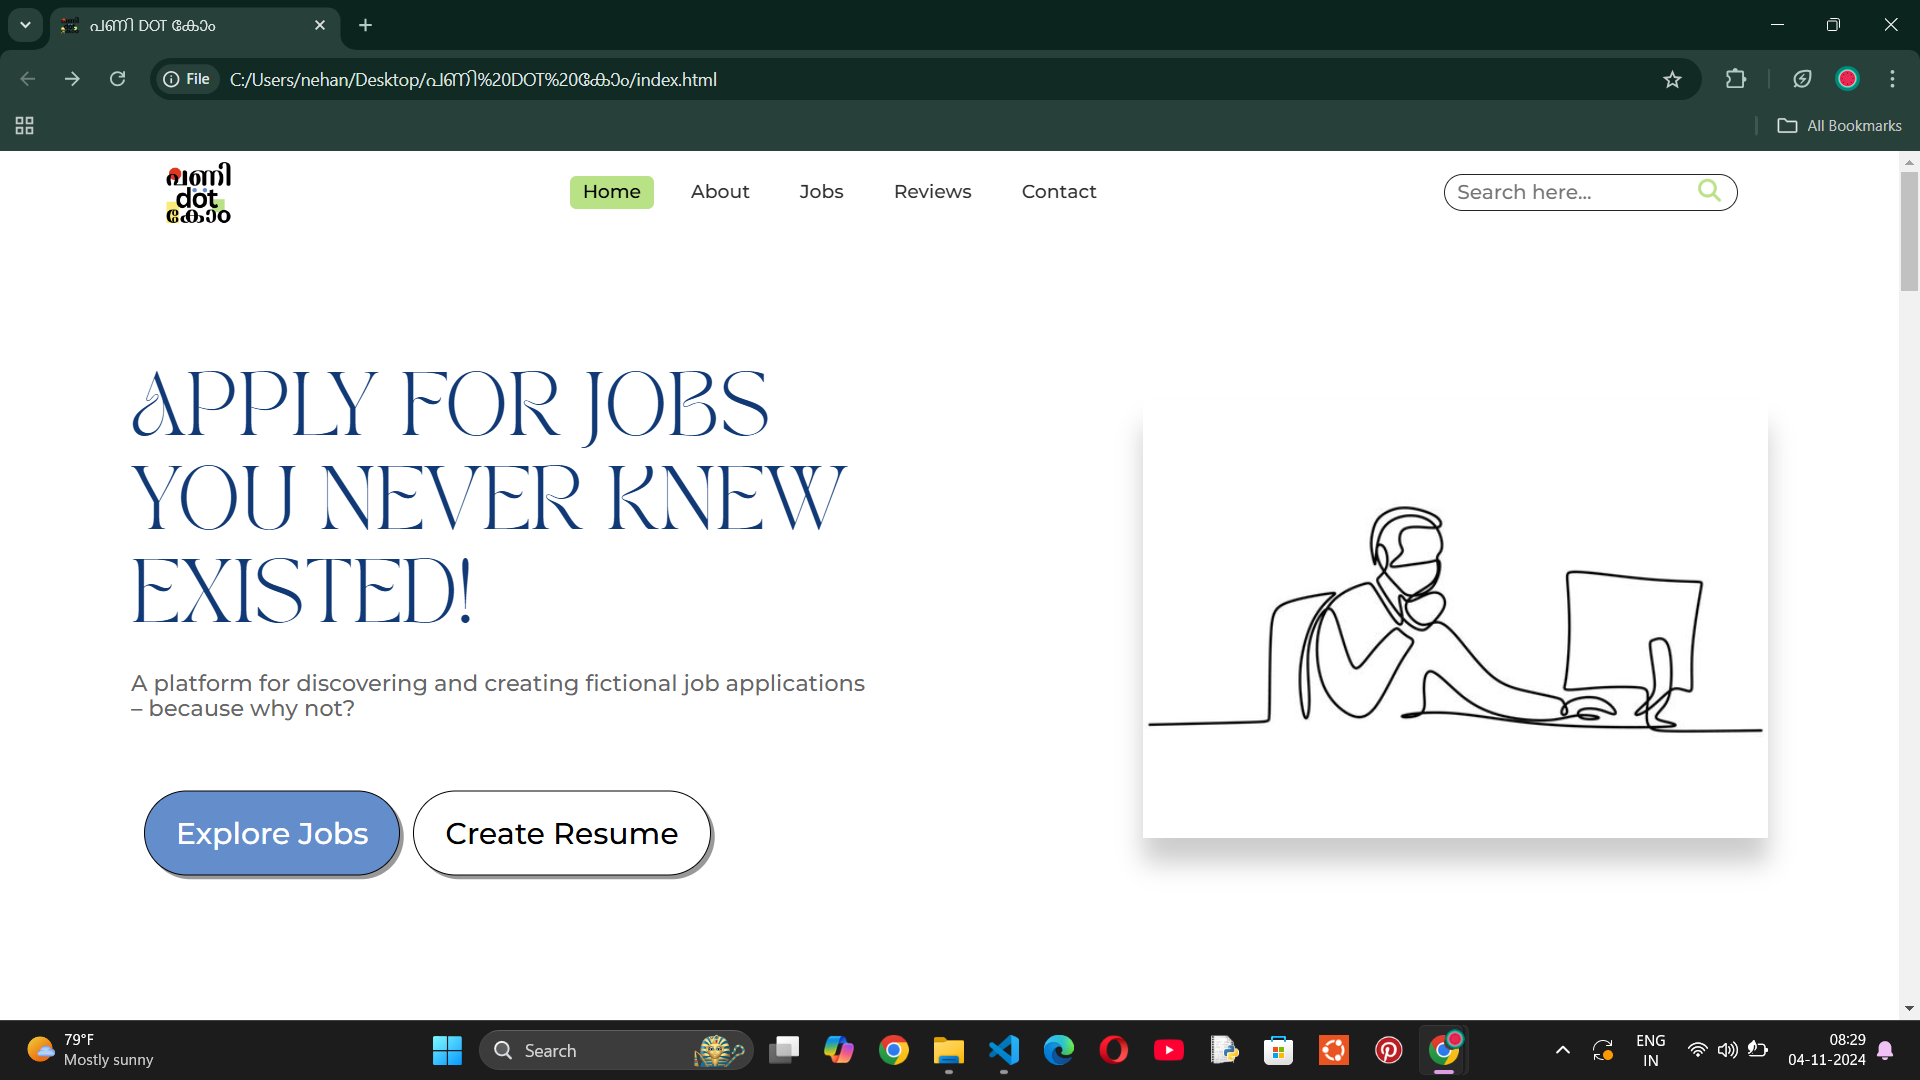 പണി DOT കോം
File
C:/Users/nehan/Desktop/പണി%20DOT%20കോം/index.html
All Bookmarks
പണി
dot
കോം
Home
About
Jobs
Reviews
Contact
Search here...
APPLY FOR JOBS
YOU NEVER KNEW
EXISTED!
A platform for discovering and creating fictional job applications
– because why not?
Explore Jobs
Create Resume
79°F
Mostly sunny
Search
ENG
IN
08:29
04-11-2024